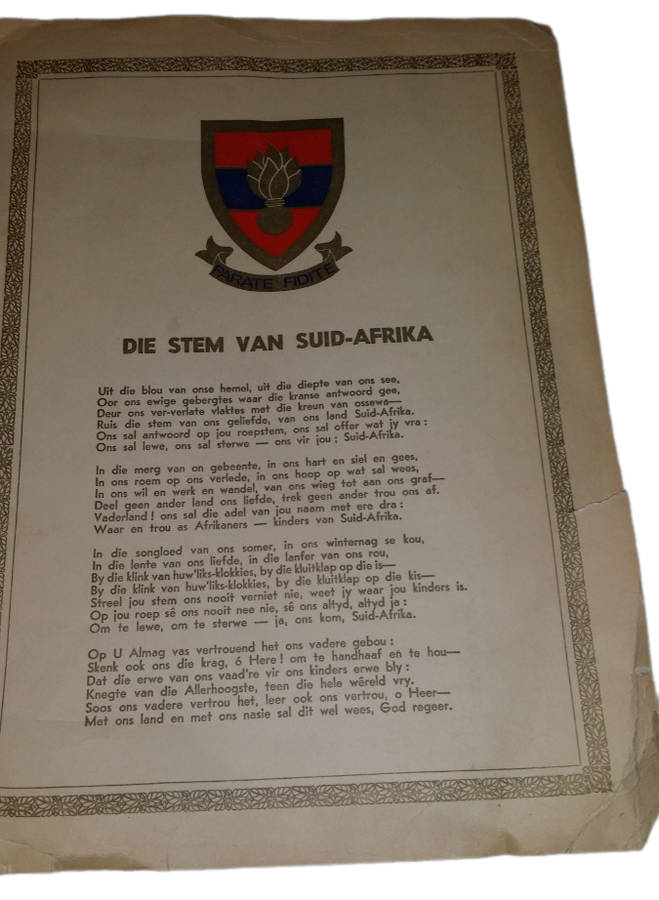 PARATE FIDITE
DIE STEM VAN SUID-AFRIKA
Uit die blou van onse hemel, uit die diepte van ons see,
Oor ons ewige gebergtes waar die kranse antwoord gee,
Deur ons ver-verlate vlaktes met die kreun van ossewa—
Ruis die stem van ons geliefde, van ons land Suid-Afrika.
Ons sal antwoord op jou roepstem, ons sal offer wat jy vra :
Ons sal lewe, ons sal sterwe — ons vir jou ; Suid-Afrika.
In die merg van on gebeente, in ons hart en siel en gees,
In ons roem op ons verlede, in ons hoop op wat sal wees,
In ons wil en werk en wandel, van ons wieg tot aan ons graf—
Deel geen ander land ons liefde, trek geen ander trou ons af.
Vaderland ! ons sal die adel van jou naam met ere dra :
Waar en trou as Afrikaners — kinders van Suid-Afrika.
In die songloed van ons somer, in ons winternag se kou,
In die lente van ons liefde, in die lanfer van ons rou,
By die klink van huw'liks-klokkies, by die kluitklap op die is—
By die klink van huw'liks-klokkies, by die kluitklap op die kis—
Streel jou stem ons nooit verniet nie, weet jy waar jou kinders is.
Op jou roep sê ons nooit nee nie, sê ons altyd, altyd ja :
Om te lewe, om te sterwe — ja, ons kom, Suid-Afrika.
Op U Almag vas vertrouend het ons vadere gebou :
Skenk ook ons die krag, ó Here ! om te handhaaf en te hou—
Dat die erwe van ons vaad're vir ons kinders erwe bly :
Knegte van die Allerhoogste, teen die hele wêreld vry.
Soos ons vadere vertrou het, leer ook ons vertrou, o Heer—
Met ons land en met ons nasie sal dit wel wees, God regeer.